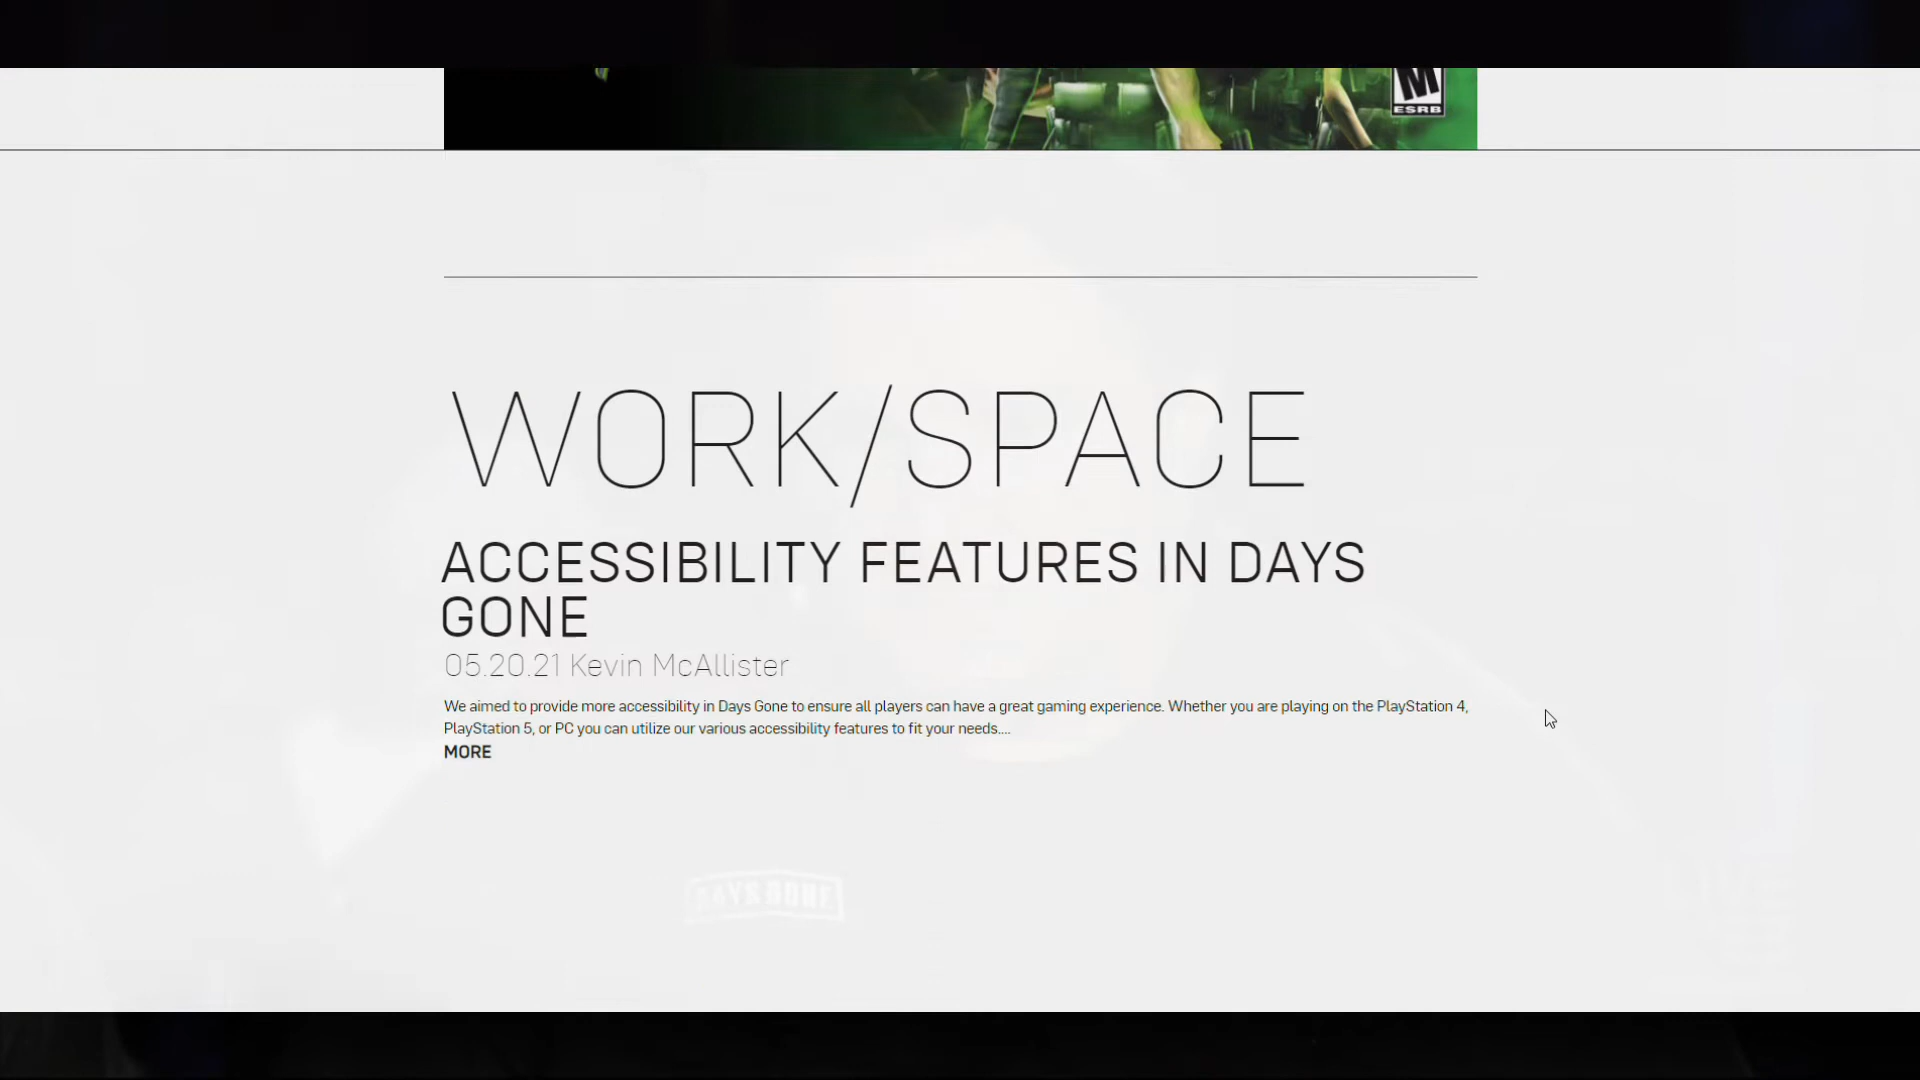 M
ESRB
WORK/SPACE
ACCESSIBILITY FEATURES IN DAYS
GONE
05.20.21 Kevin McAllister
We aimed to provide more accessibility in Days Gone to ensure all players can have a great gaming experience. Whether you are playing on the PlayStation 4,
PlayStation 5, or PC you can utilize our various accessibility features to fit your needs....
MORE
DAYS GONE